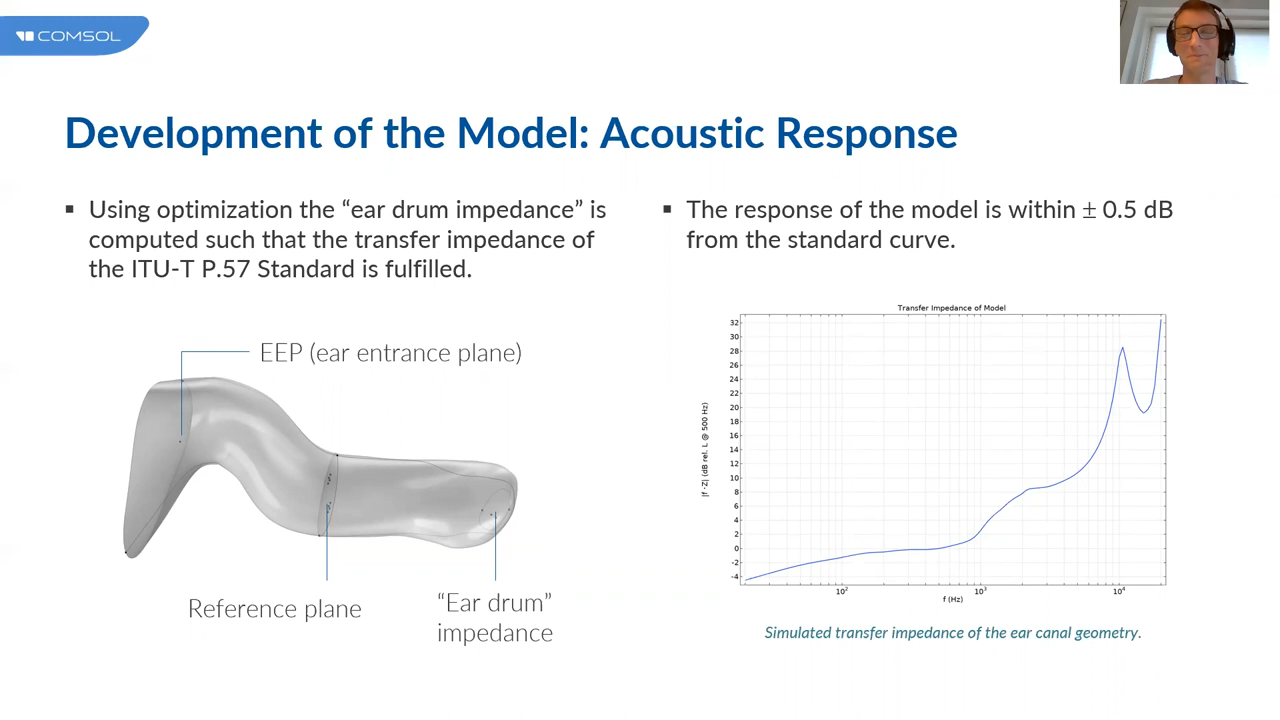 COMSOL
Development of the Model: Acoustic Response
▪ Using optimization the “ear drum impedance” is
computed such that the transfer impedance of
the ITU-T P.57 Standard is fulfilled.
EEP (ear entrance plane)
Reference plane
“Ear drum”
impedance
▪ The response of the model is within ± 0.5 dB
from the standard curve.
Transfer Impedance of Model
|f ·Z| (dB rel. L @ 500 Hz)
32
30
28
26
24
22
20
18
16
14
12
10
8
6
4
2
0
-2
-4
10² 10³ 10⁴
f (Hz)
Simulated transfer impedance of the ear canal geometry.